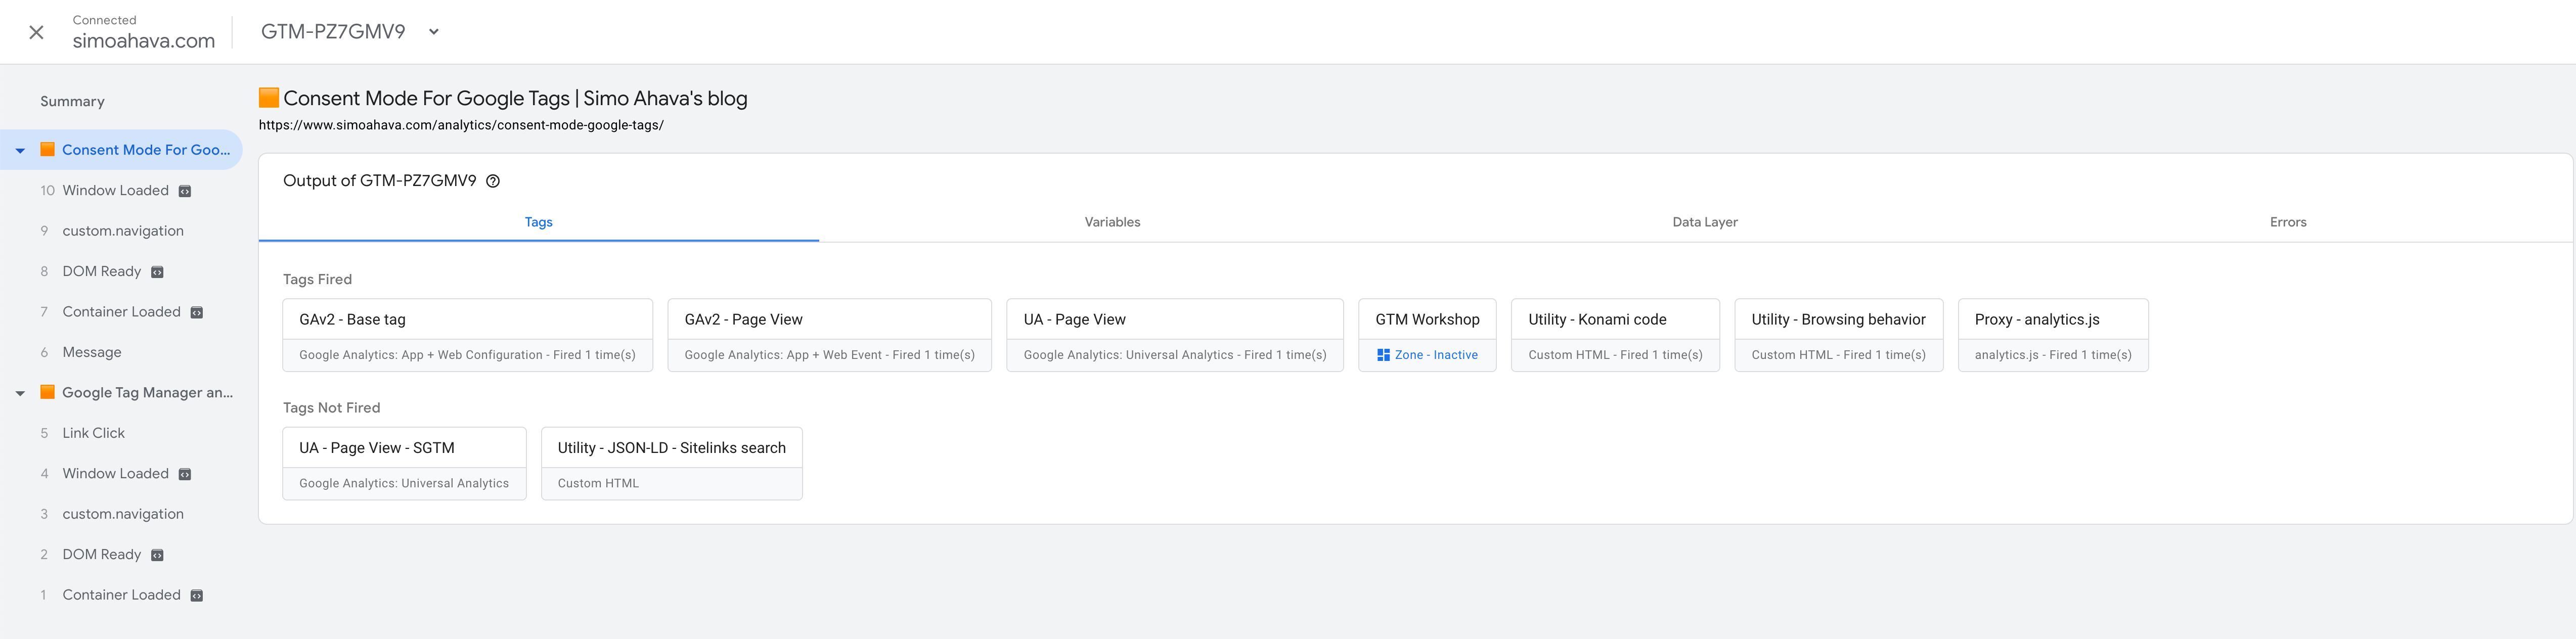 Connected
simoahava.com
GTM-PZ7GMV9
Summary
Consent Mode For Goo...
10 Window Loaded
9 custom.navigation
8 DOM Ready
7 Container Loaded
6 Message
Google Tag Manager an...
5 Link Click
4 Window Loaded
3 custom.navigation
2 DOM Ready
1 Container Loaded
Consent Mode For Google Tags | Simo Ahava's blog
https://www.simoahava.com/analytics/consent-mode-google-tags/
Output of GTM-PZ7GMV9
Tags Variables Data Layer Errors
Tags Fired
GAv2 - Base tag
Google Analytics: App + Web Configuration - Fired 1 time(s)
GAv2 - Page View
Google Analytics: App + Web Event - Fired 1 time(s)
UA - Page View
Google Analytics: Universal Analytics - Fired 1 time(s)
GTM Workshop
Zone - Inactive
Utility - Konami code
Custom HTML - Fired 1 time(s)
Utility - Browsing behavior
Custom HTML - Fired 1 time(s)
Proxy - analytics.js
analytics.js - Fired 1 time(s)
Tags Not Fired
UA - Page View - SGTM
Google Analytics: Universal Analytics
Utility - JSON-LD - Sitelinks search
Custom HTML